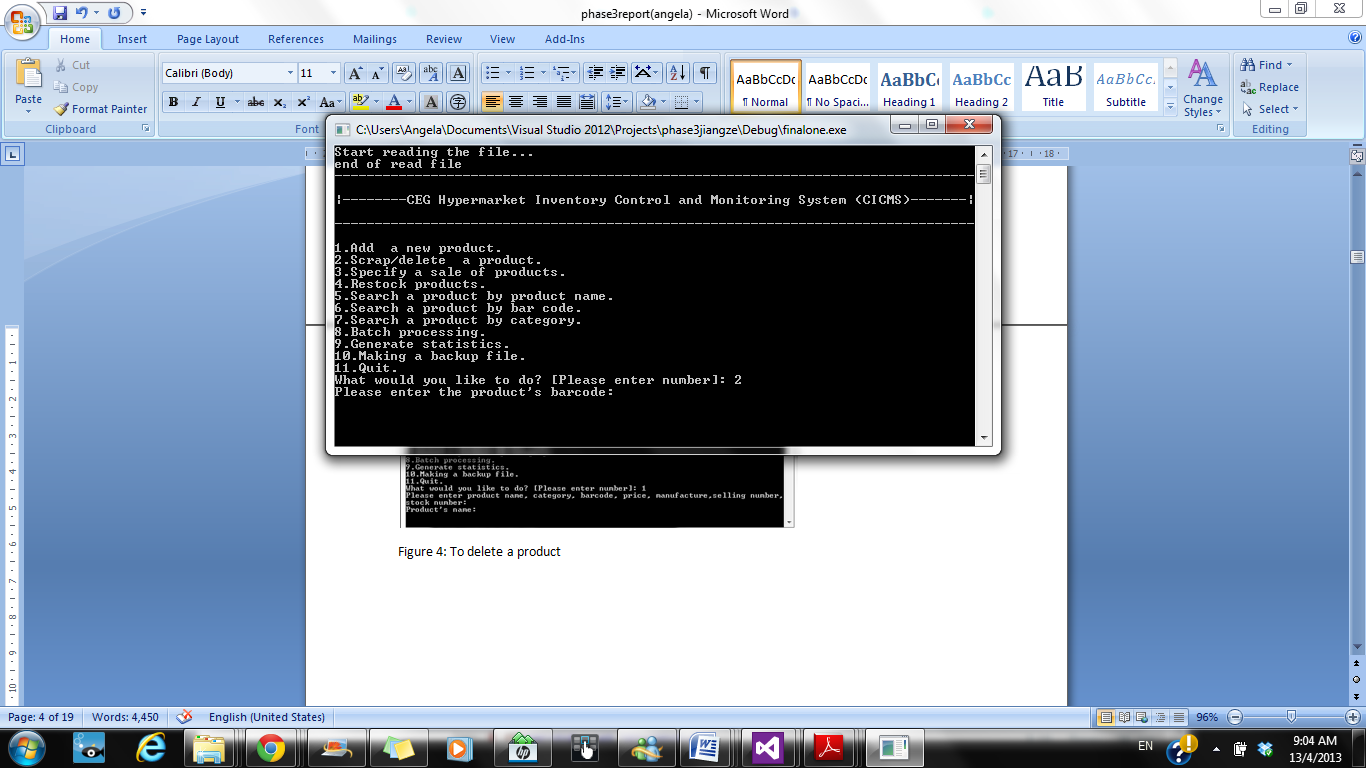 phase3report(angela) - Microsoft Word
Home Insert Page Layout References Mailings Review View Add-Ins
Cut
Copy
Format Painter
Paste
Clipboard
Calibri (Body) 11
B I U abc X₂ X² Aa
Font
AaBbCcDc AaBbCcDc AaBbC AaBbCc AaB AaBbCc.
¶ Normal ¶ No Spaci... Heading 1 Heading 2 Title Subtitle
Change Styles
Find
Replace
Select
Editing
C:\Users\Angela\Documents\Visual Studio 2012\Projects\phase3jiangze\Debug\finalone.exe
Start reading the file...
end of read file
--------CEG Hypermarket Inventory Control and Monitoring System (CICMS)-------
1.Add  a new product.
2.Scrap/delete  a product.
3.Specify a sale of products.
4.Restock products.
5.Search a product by product name.
6.Search a product by bar code.
7.Search a product by category.
8.Batch processing.
9.Generate statistics.
10.Making a backup file.
11.Quit.
What would you like to do? [Please enter number]: 2
Please enter the product's barcode:
8.Batch processing.
9.Generate statistics.
10.Making a backup file.
11.Quit.
What would you like to do? [Please enter number]: 1
Please enter product name, category, barcode, price, manufacture,selling number,
stock number:
Product's name:
Figure 4: To delete a product
Page: 4 of 19 Words: 4,450 English (United States) 96%
EN
9:04 AM
13/4/2013